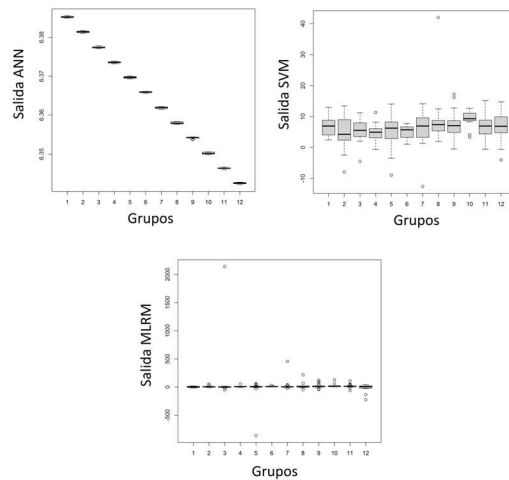 Salida ANN
6.38
6.37
6.36
6.35
1 2 3 4 5 6 7 8 9 10 11 12
Grupos
Salida SVM
40
30
20
10
0
-10
1 2 3 4 5 6 7 8 9 10 11 12
Grupos
Salida MLRM
2000
1500
1000
500
0
-500
1 2 3 4 5 6 7 8 9 10 11 12
Grupos